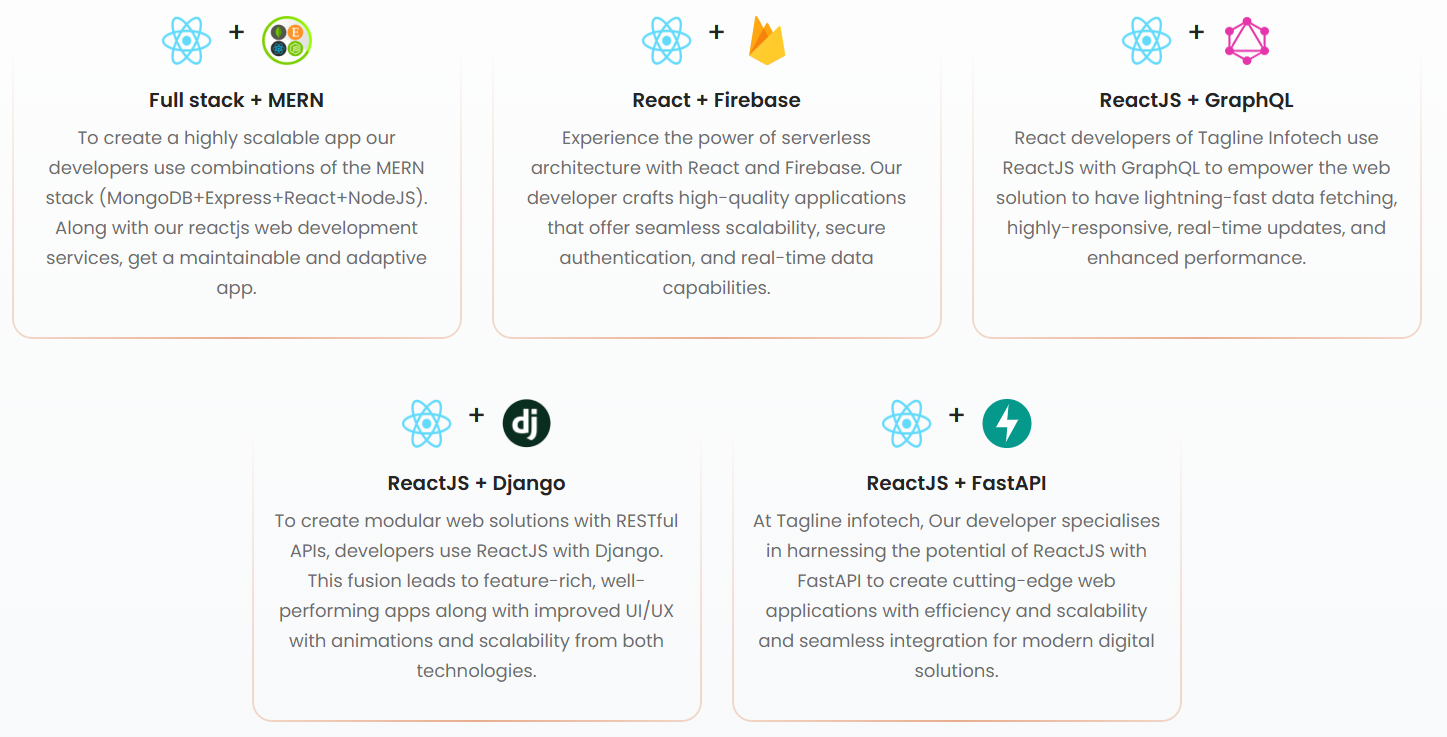 +
+
+
Full stack + MERN
To create a highly scalable app our
developers use combinations of the MERN
stack (MongoDB+Express+React+NodeJS).
Along with our reactjs web development
services, get a maintainable and adaptive
app.
React + Firebase
Experience the power of serverless
architecture with React and Firebase. Our
developer crafts high-quality applications
that offer seamless scalability, secure
authentication, and real-time data
capabilities.
ReactJS + GraphQL
React developers of Tagline Infotech use
ReactJS with GraphQL to empower the web
solution to have lightning-fast data fetching,
highly-responsive, real-time updates, and
enhanced performance.
+
dj
ReactJS + Django
To create modular web solutions with RESTful
APIs, developers use ReactJS with Django.
This fusion leads to feature-rich, well-
performing apps along with improved UI/UX
with animations and scalability from both
technologies.
+
ReactJS + FastAPI
At Tagline infotech, Our developer specialises
in harnessing the potential of ReactJS with
FastAPI to create cutting-edge web
applications with efficiency and scalability
and seamless integration for modern digital
solutions.